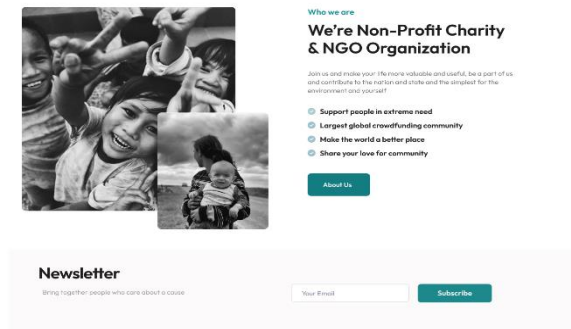 Who we are
We're Non-Profit Charity
& NGO Organization
Join us and make your life more valuable and useful, be a part of us
and contribute to the nation and state and the simplest for the
environment and yourself
Support people in extreme need
Largest global crowdfunding community
Make the world a better place
Share your love for community
About Us
Newsletter
Bring together people who care about a cause
Your Email
Subscribe